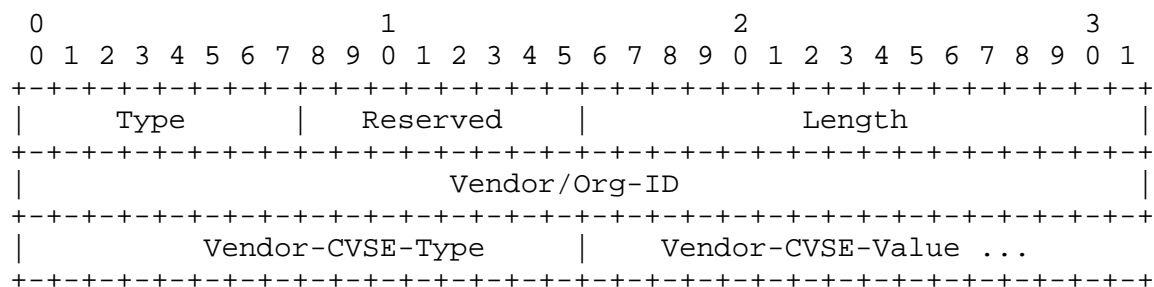 0                   1                   2                   3
 0 1 2 3 4 5 6 7 8 9 0 1 2 3 4 5 6 7 8 9 0 1 2 3 4 5 6 7 8 9 0 1
+-+-+-+-+-+-+-+-+-+-+-+-+-+-+-+-+-+-+-+-+-+-+-+-+-+-+-+-+-+-+-+-+
|     Type      |   Reserved    |            Length             |
+-+-+-+-+-+-+-+-+-+-+-+-+-+-+-+-+-+-+-+-+-+-+-+-+-+-+-+-+-+-+-+-+
|                        Vendor/Org-ID                          |
+-+-+-+-+-+-+-+-+-+-+-+-+-+-+-+-+-+-+-+-+-+-+-+-+-+-+-+-+-+-+-+-+
|          Vendor-CVSE-Type     |    Vendor-CVSE-Value ...
+-+-+-+-+-+-+-+-+-+-+-+-+-+-+-+-+-+-+-+-+-+-+-+-+-+-+-+-+-+-+-+-+